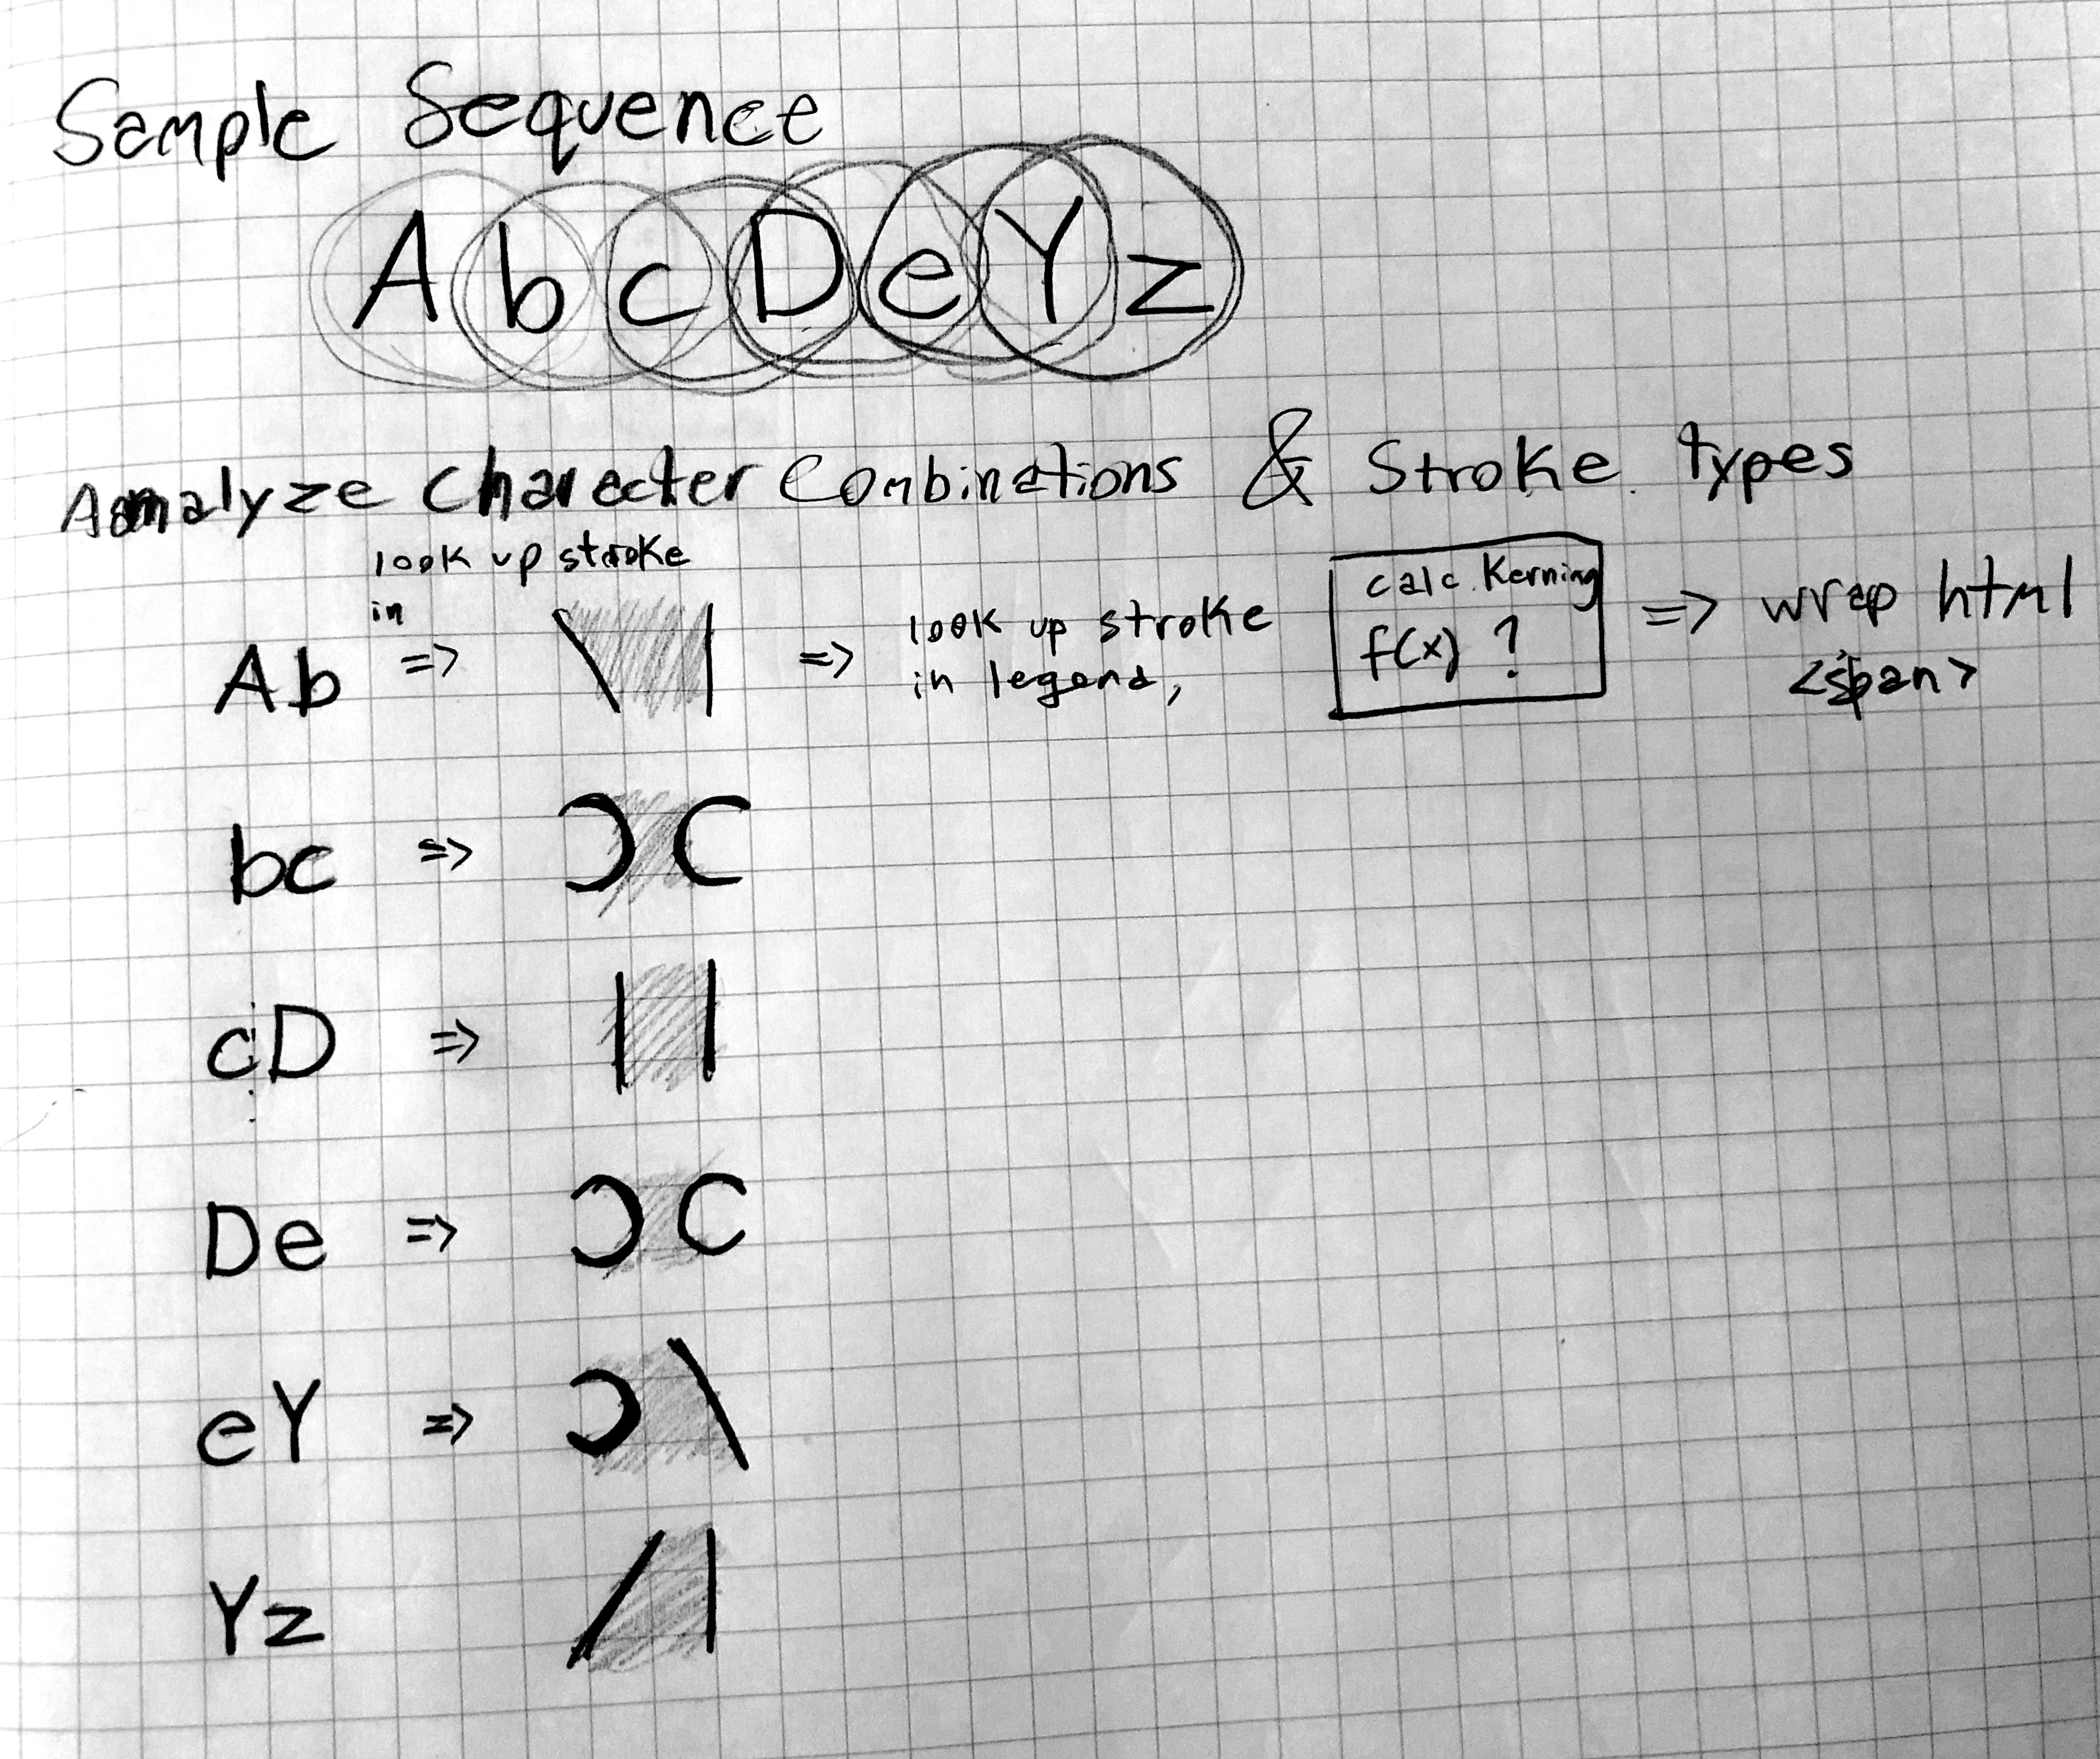 Sample Sequence
AbcDeYz
Analyze Character Combinations & Stroke types
look up stroke
in
Ab => \ | => look up stroke
in legend,
calc. Kerning
f(x) ?
=> wrap html
<span>
bc => Ɔ C
cD => | |
De => Ɔ C
eY => Ɔ \
Yz / |